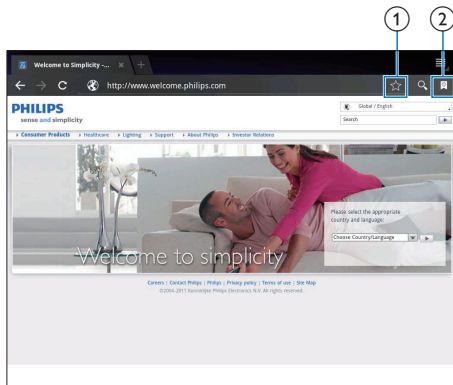 1 2
Welcome to Simplicity -...
http://www.welcome.philips.com
PHILIPS
sense and simplicity
Global / English
Search
Consumer Products Healthcare Lighting Support About Philips Investor Relations
Please select the appropriate
country and language:
Choose Country/Language
Welcome to simplicity
Careers | Contact Philips | Philips | Privacy policy | Terms of use | Site Map
©2004-2011 Koninklijke Philips Electronics N.V. All rights reserved.